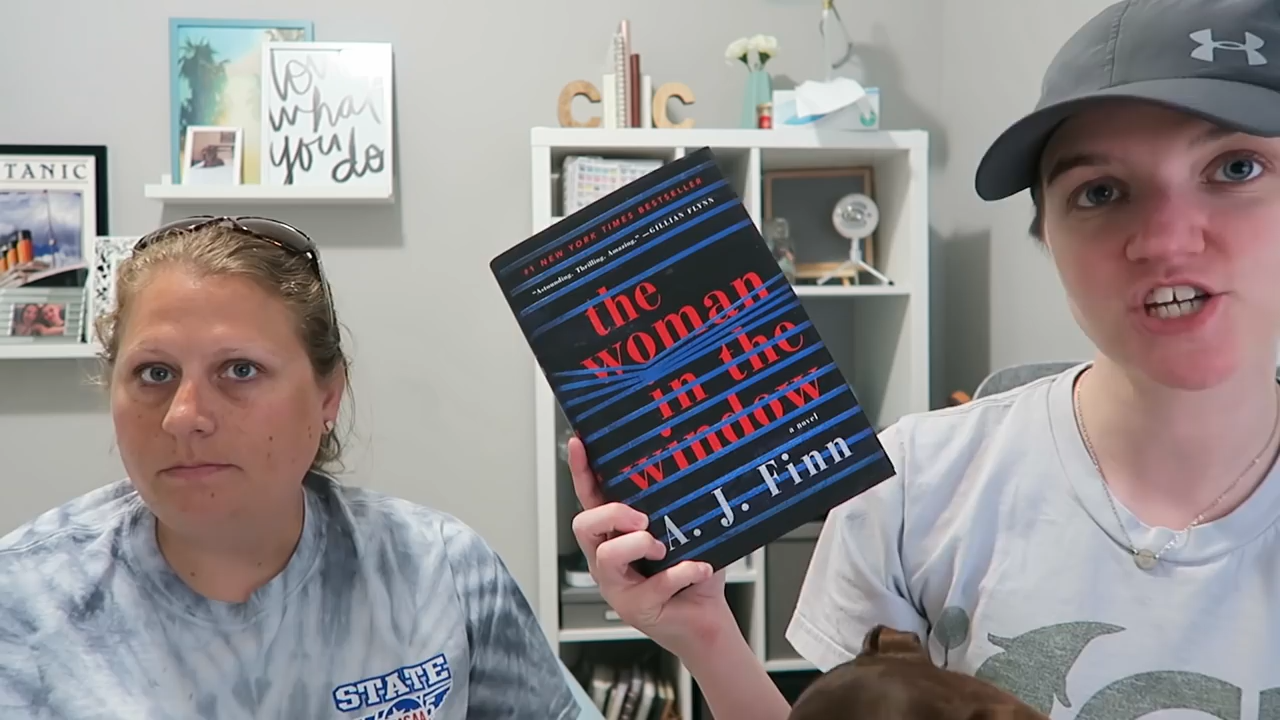 TANIC
love
what
you do
C C
#1 NEW YORK TIMES BESTSELLER
"Astounding. Thrilling. Amazing." —GILLIAN FLYNN
the
woman
in the
window
a novel
A. J. Finn
STATE